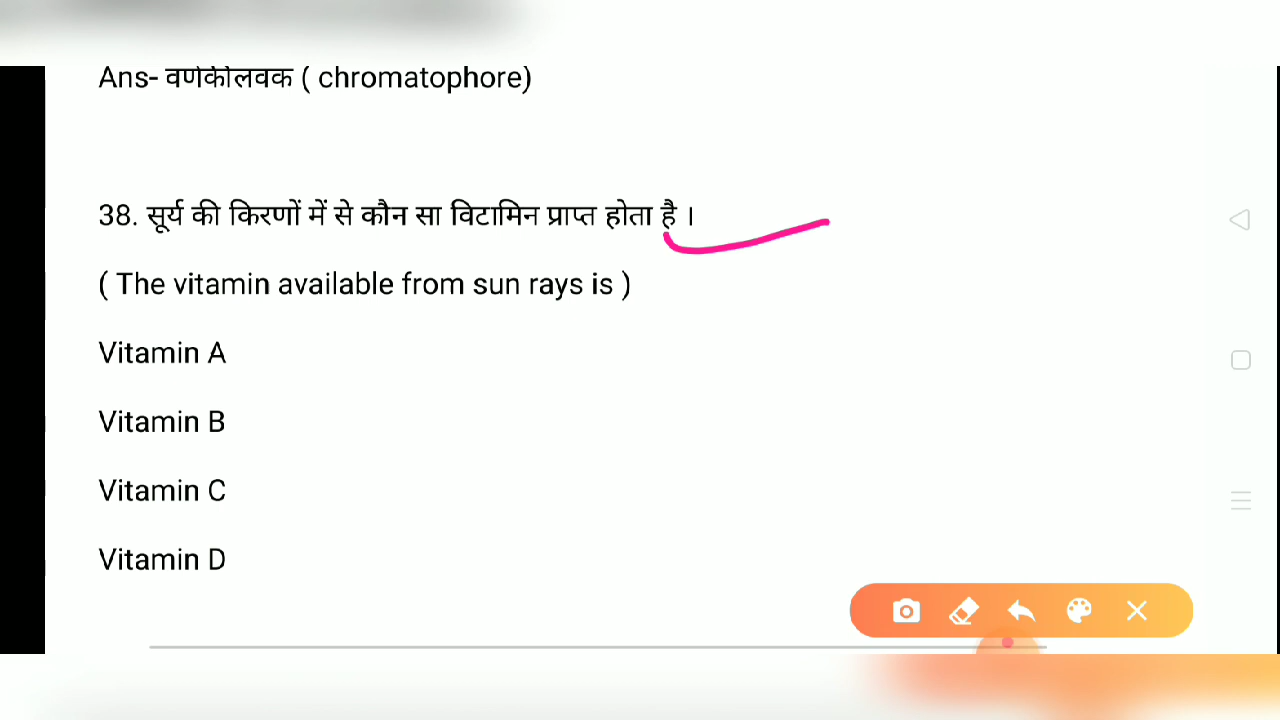 Ans- वर्णकीलवक ( chromatophore)
38. सूर्य की किरणों में से कौन सा विटामिन प्राप्त होता है ।
( The vitamin available from sun rays is )
Vitamin A
Vitamin B
Vitamin C
Vitamin D